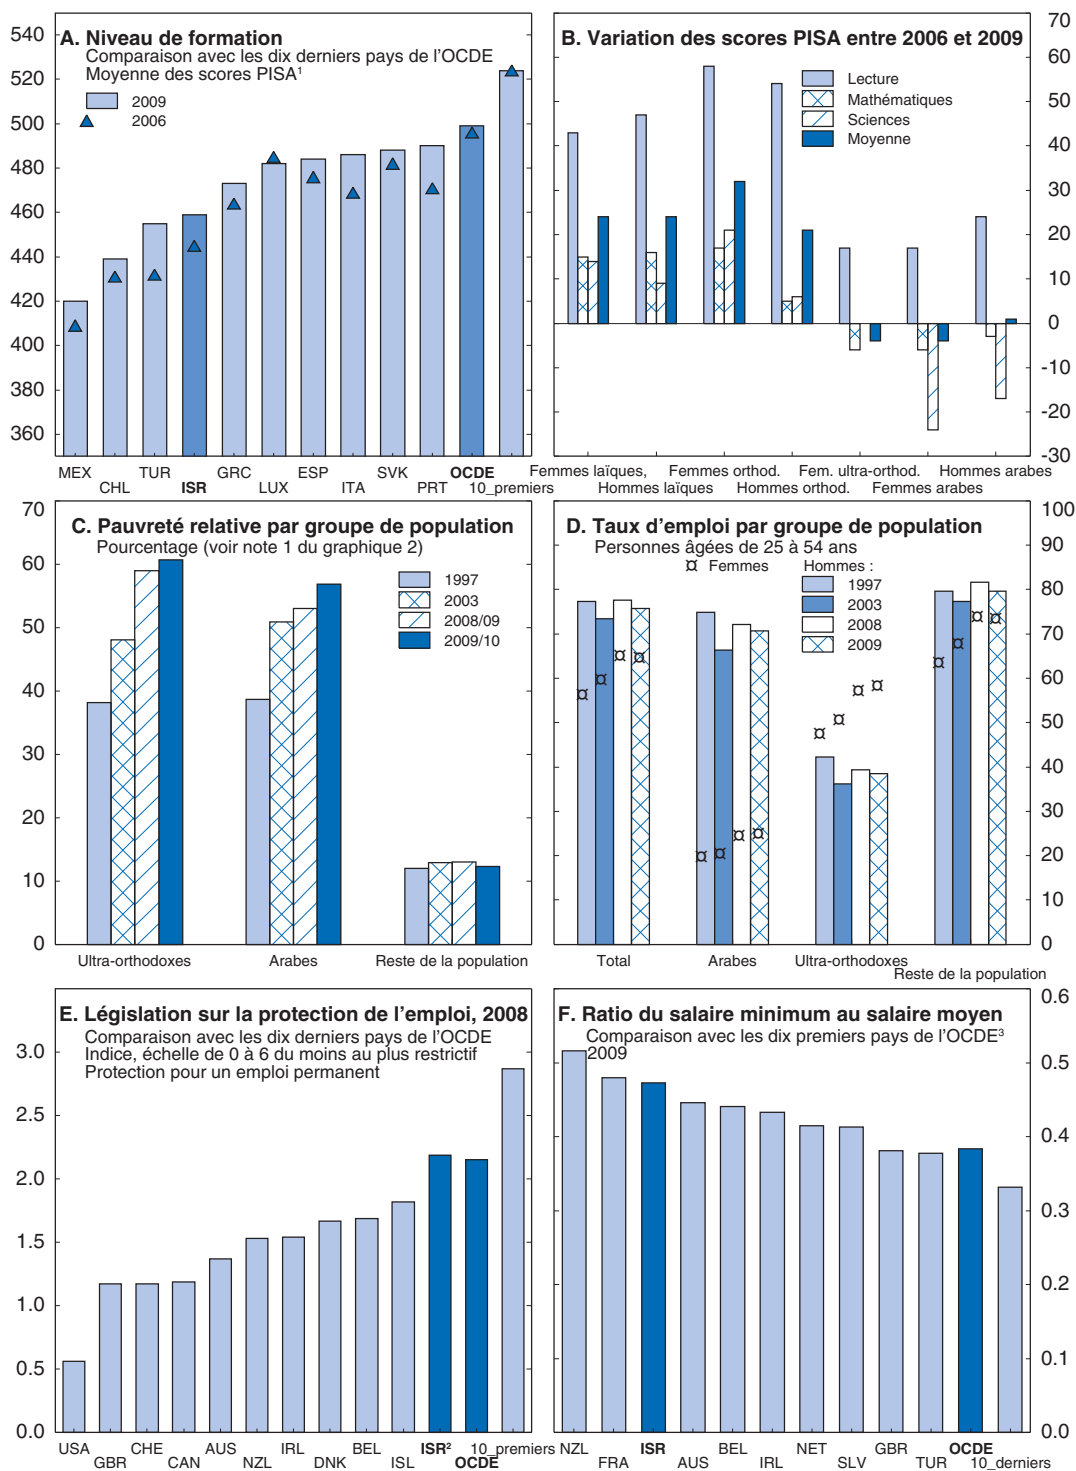 A. Niveau de formation
Comparaison avec les dix derniers pays de l'OCDE
Moyenne des scores PISA¹
2009
2006
540
520
500
480
460
440
420
400
380
360
MEX
CHL
TUR
ISR
GRC
LUX
ESP
ITA
SVK
PRT
OCDE
10_premiers
B. Variation des scores PISA entre 2006 et 2009
Lecture
Mathématiques
Sciences
Moyenne
70
60
50
40
30
20
10
0
-10
-20
-30
Femmes laïques,
Hommes laïques
Femmes orthod.
Hommes orthod.
Fem. ultra-orthod.
Femmes arabes
Hommes arabes
C. Pauvreté relative par groupe de population
Pourcentage (voir note 1 du graphique 2)
1997
2003
2008/09
2009/10
70
60
50
40
30
20
10
0
Ultra-orthodoxes
Arabes
Reste de la population
D. Taux d'emploi par groupe de population
Personnes âgées de 25 à 54 ans
Femmes
Hommes :
1997
2003
2008
2009
100
90
80
70
60
50
40
30
20
10
0
Total
Arabes
Ultra-orthodoxes
Reste de la population
E. Législation sur la protection de l'emploi, 2008
Comparaison avec les dix derniers pays de l'OCDE
Indice, échelle de 0 à 6 du moins au plus restrictif
Protection pour un emploi permanent
3.0
2.5
2.0
1.5
1.0
0.5
0.0
USA
GBR
CHE
CAN
AUS
NZL
IRL
DNK
BEL
ISL
ISR²
OCDE
10_premiers
F. Ratio du salaire minimum au salaire moyen
Comparaison avec les dix premiers pays de l'OCDE³
2009
0.6
0.5
0.4
0.3
0.2
0.1
0.0
NZL
FRA
ISR
AUS
BEL
IRL
NET
SLV
GBR
TUR
OCDE
10_derniers